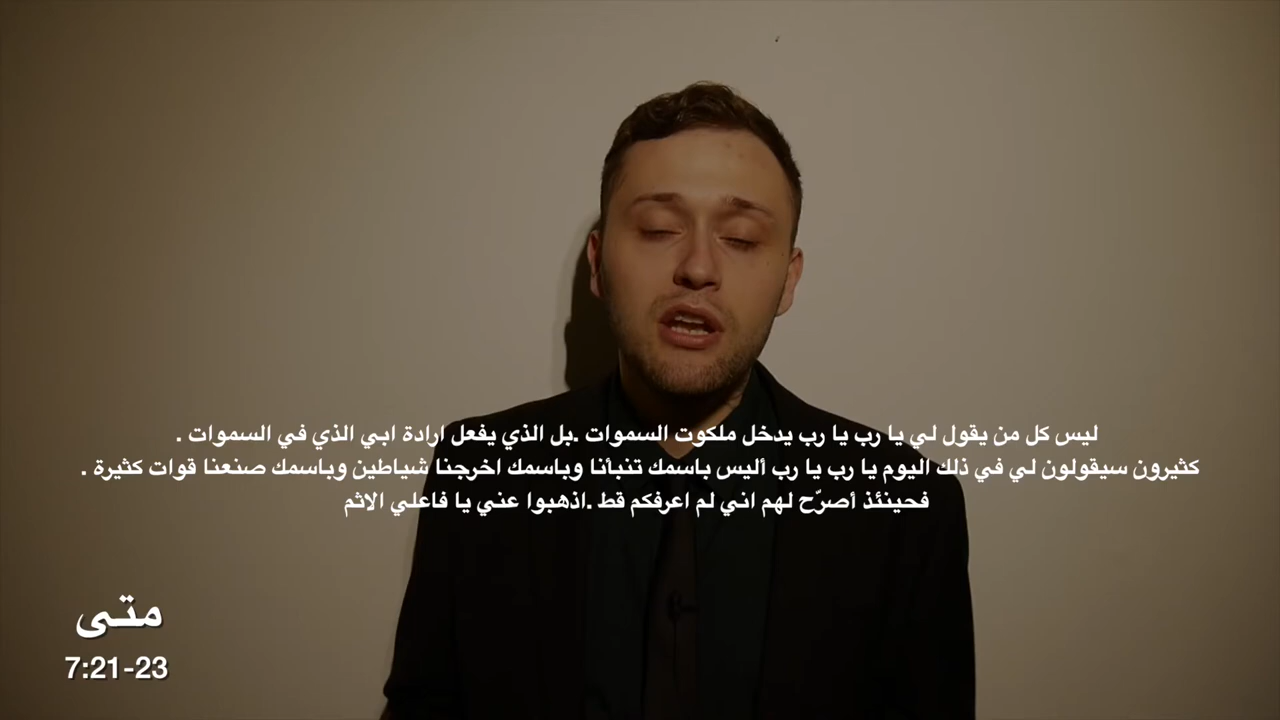 ليس كل من يقول لي يا رب يا رب يدخل ملكوت السموات .بل الذي يفعل ارادة ابي الذي في السموات .
كثيرون سيقولون لي في ذلك اليوم يا رب يا رب أليس باسمك تنبأنا وباسمك اخرجنا شياطين وباسمك صنعنا قوات كثيرة .
فحينئذ أصرّح لهم اني لم اعرفكم قط .اذهبوا عني يا فاعلي الاثم
متى
7:21-23